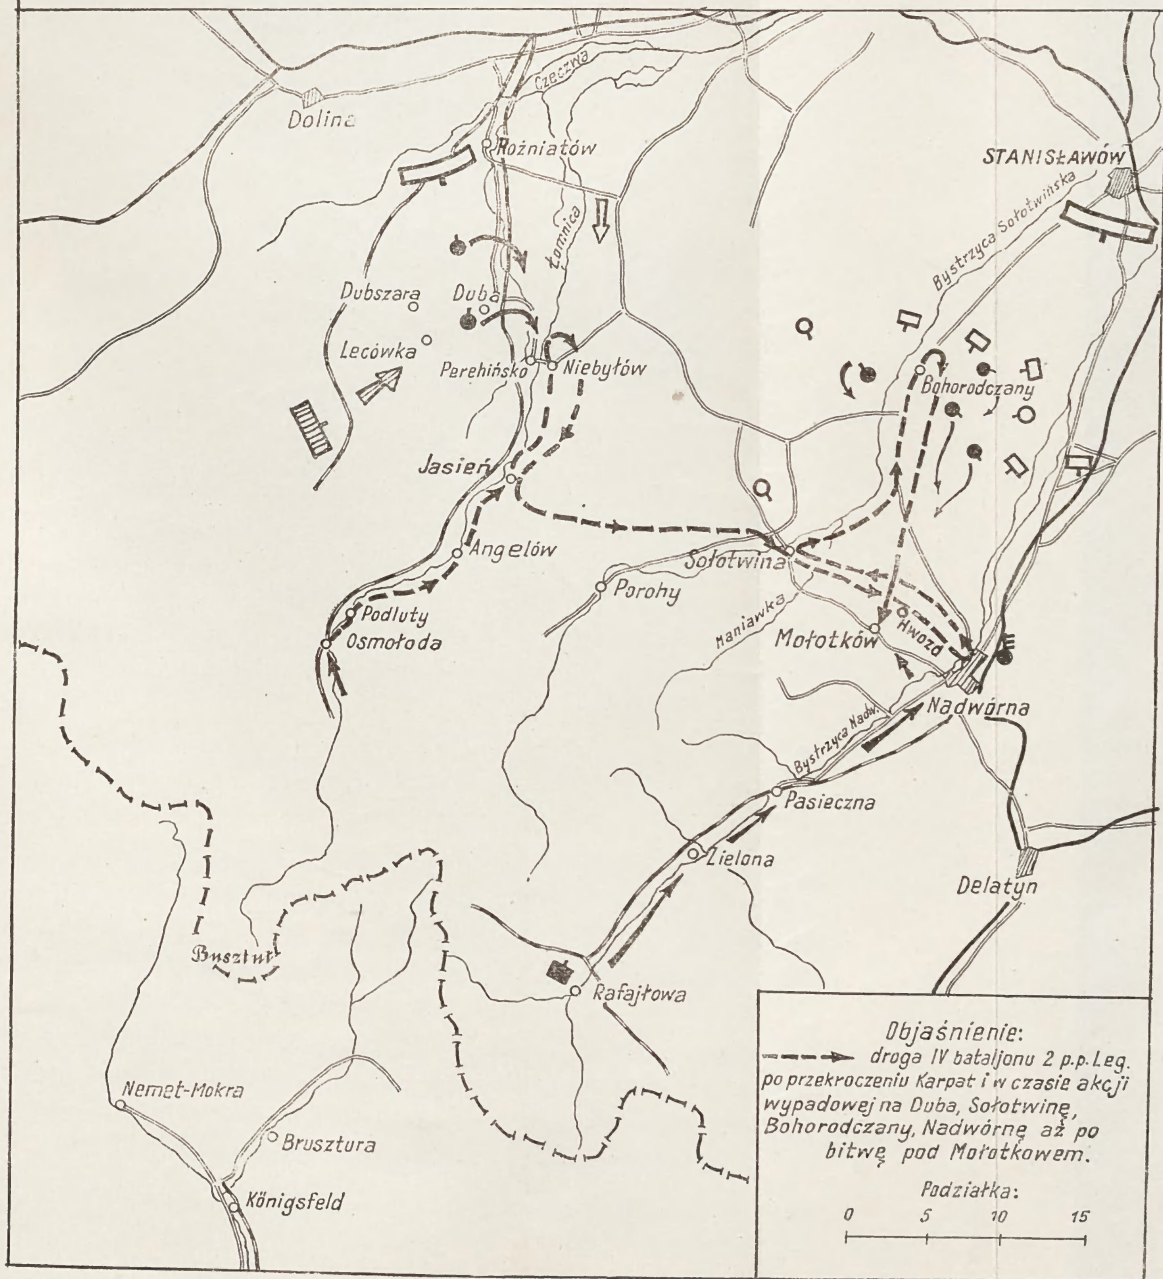 Czeczwa
Dolina
Rożniatów
STANISŁAWÓW
Bystrzyca Sołotwińska
Łomnica
Dubszara
Duba
Lecówka
Perehińsko
Niebyłów
Bohorodczany
Jasień
Angelów
Sołotwina
Porohy
Podluty
Osmołoda
Maniawka
Mołotków
Hwozd
Nadwórna
Bystrzyca Nadw.
Pasieczna
Zielona
Delatyn
Busztul
Rafajłowa
Nemet-Mokra
Brusztura
Königsfeld
Objaśnienie:
droga IV bataljonu 2 p.p. Leg.
po przekroczeniu Karpat i w czasie akcji
wypadowej na Duba, Sołotwinę,
Bohorodczany, Nadwórnę aż po
bitwę pod Mołotkowem.
Podziałka:
0 5 10 15